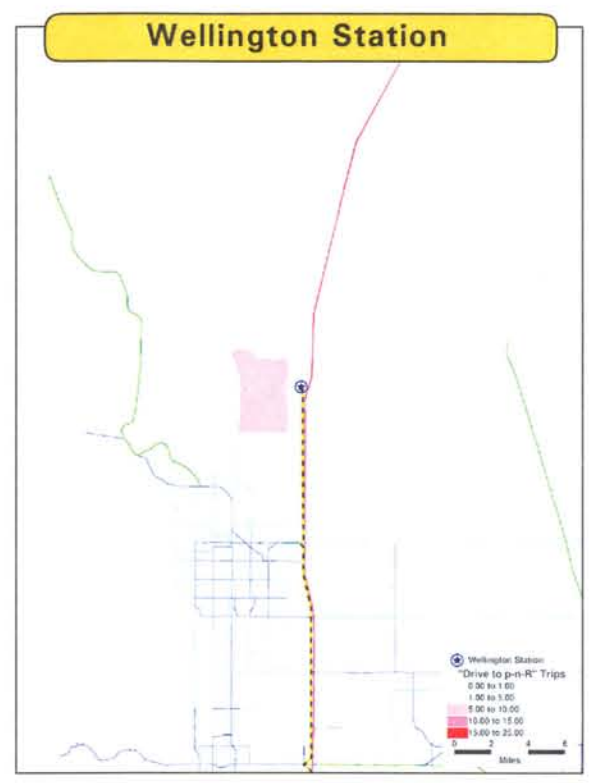 Wellington Station
Wellington Station
"Drive to p-n-R" Trips
0.00 to 1.00
1.00 to 5.00
5.00 to 10.00
10.00 to 15.00
15.00 to 25.00
0 2 4 6
Miles